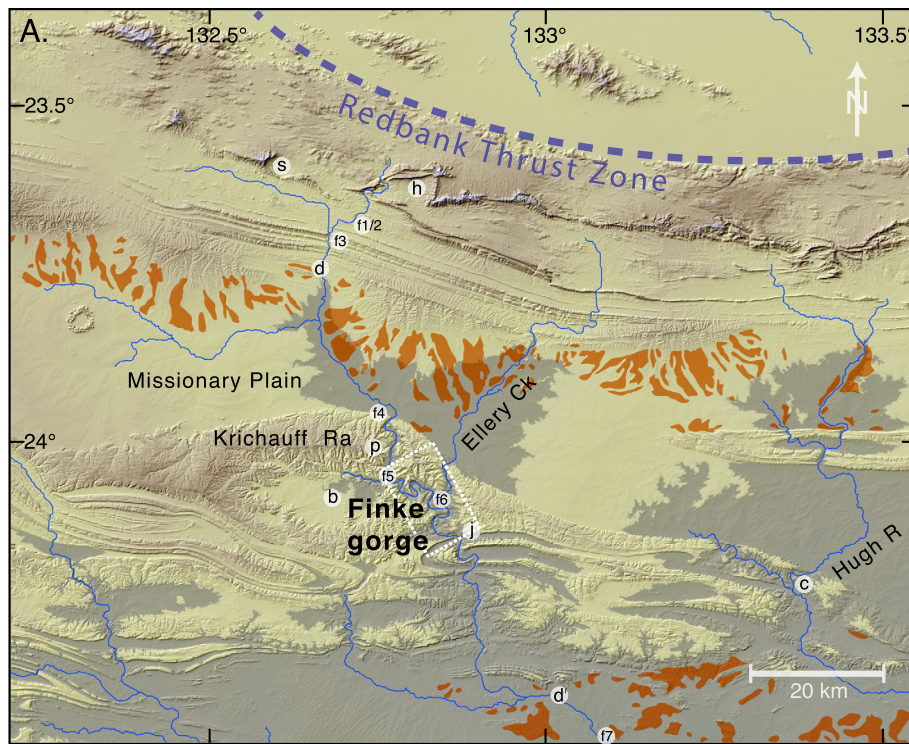 A.
132.5°
133°
133.5°
23.5°
N
Redbank Thrust Zone
s
h
f1/2
f3
d
Missionary Plain
Ellery Ck
f4
Krichauff Ra
24°
p
f5
b
f6
Finke
gorge
j
Hugh R
c
20 km
d'
f7